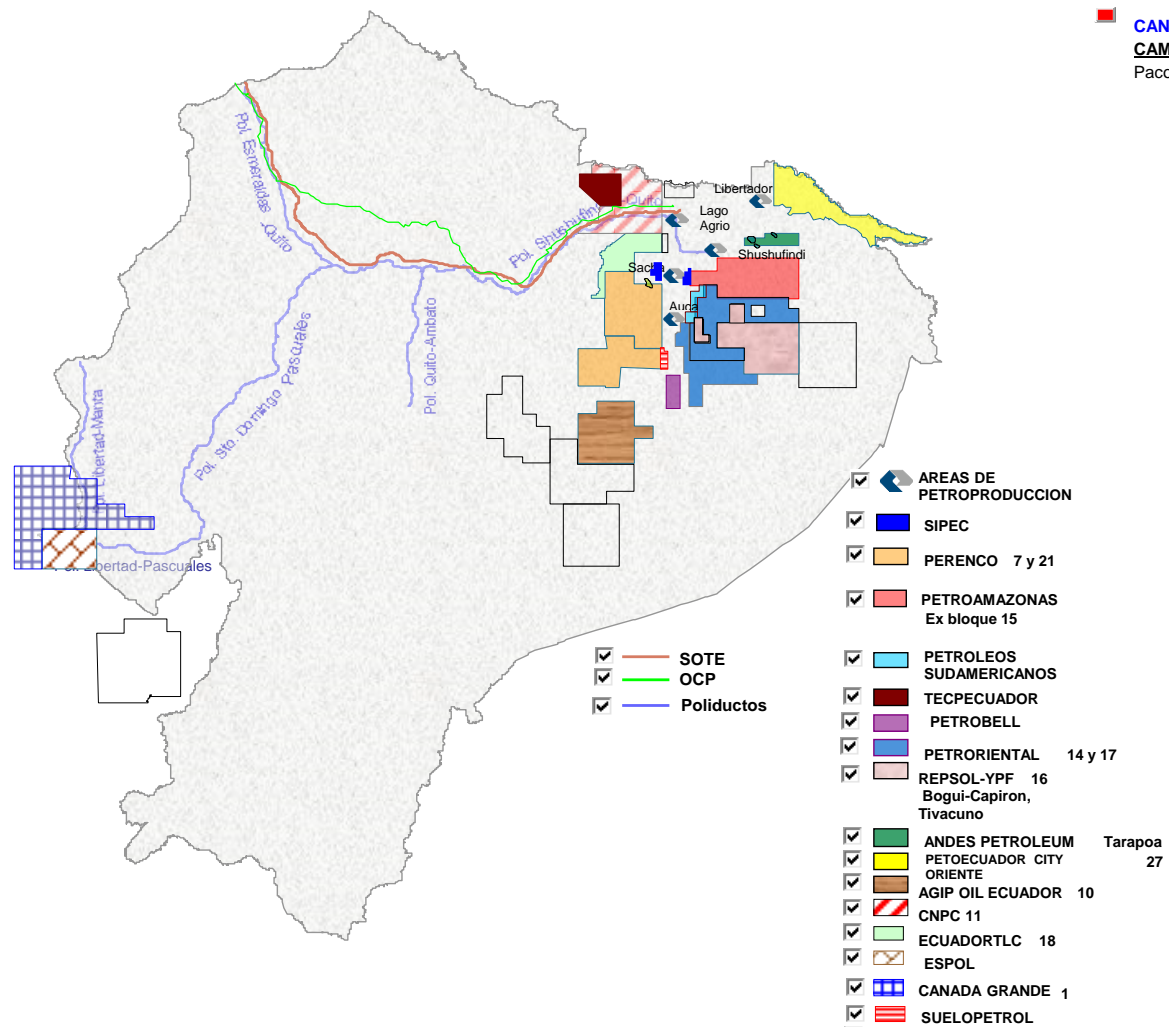 CAN
CAM
Paco
Pol. Esmeraldas -Quito
Libertador
Lago
Agrio
Pol. Shushufindi-Quito
Shushufindi
Sacha
Auca
Pol. Quito-Ambato
Pol. Sto. Domingo Pascuales
Pol. Libertad-Manta
Pol. Libertad-Pascuales
SOTE
OCP
Poliductos
AREAS DE
PETROPRODUCCION
SIPEC
PERENCO 7 y 21
PETROAMAZONAS
Ex bloque 15
PETROLEOS
SUDAMERICANOS
TECPECUADOR
PETROBELL
PETRORIENTAL 14 y 17
REPSOL-YPF 16
Bogui-Capiron,
Tivacuno
ANDES PETROLEUM Tarapoa
PETOECUADOR CITY 27
ORIENTE
AGIP OIL ECUADOR 10
CNPC 11
ECUADORTLC 18
ESPOL
CANADA GRANDE 1
SUELOPETROL